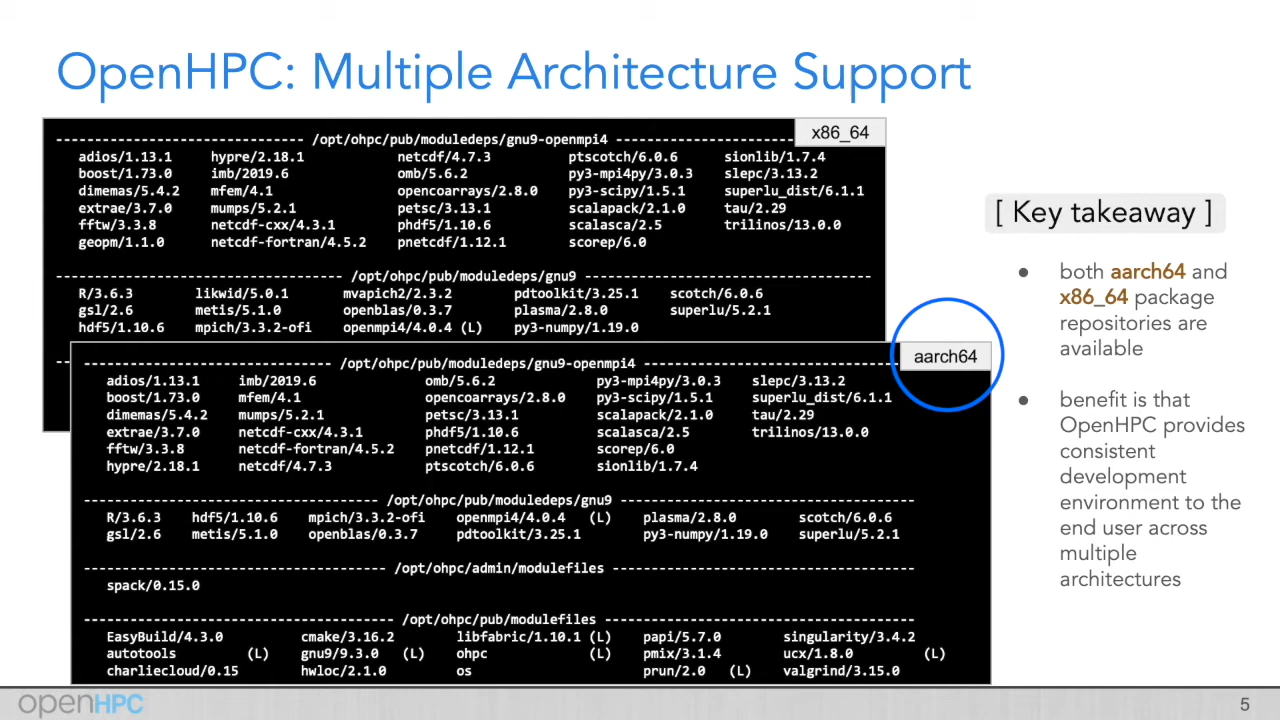 OpenHPC: Multiple Architecture Support
x86_64
------------------------------- /opt/ohpc/pub/moduledeps/gnu9-openmpi4 -----------------------
adios/1.13.1 hypre/2.18.1 netcdf/4.7.3 ptscotch/6.0.6 sionlib/1.7.4
boost/1.73.0 imb/2019.6 omb/5.6.2 py3-mpi4py/3.0.3 slepc/3.13.2
dimemas/5.4.2 mfem/4.1 opencoarrays/2.8.0 py3-scipy/1.5.1 superlu_dist/6.1.1
extrae/3.7.0 mumps/5.2.1 petsc/3.13.1 scalapack/2.1.0 tau/2.29
fftw/3.3.8 netcdf-cxx/4.3.1 phdf5/1.10.6 scalasca/2.5 trilinos/13.0.0
geopm/1.1.0 netcdf-fortran/4.5.2 pnetcdf/1.12.1 scorep/6.0
------------------------------------- /opt/ohpc/pub/moduledeps/gnu9 -------------------------------------
R/3.6.3 likwid/5.0.1 mvapich2/2.3.2 pdtoolkit/3.25.1 scotch/6.0.6
gsl/2.6 metis/5.1.0 openblas/0.3.7 plasma/2.8.0 superlu/5.2.1
hdf5/1.10.6 mpich/3.3.2-ofi openmpi4/4.0.4 (L) py3-numpy/1.19.0
--
aarch64
------------------------------- /opt/ohpc/pub/moduledeps/gnu9-openmpi4 ---------------------------------
adios/1.13.1 imb/2019.6 omb/5.6.2 py3-mpi4py/3.0.3 slepc/3.13.2
boost/1.73.0 mfem/4.1 opencoarrays/2.8.0 py3-scipy/1.5.1 superlu_dist/6.1.1
dimemas/5.4.2 mumps/5.2.1 petsc/3.13.1 scalapack/2.1.0 tau/2.29
extrae/3.7.0 netcdf-cxx/4.3.1 phdf5/1.10.6 scalasca/2.5 trilinos/13.0.0
fftw/3.3.8 netcdf-fortran/4.5.2 pnetcdf/1.12.1 scorep/6.0
hypre/2.18.1 netcdf/4.7.3 ptscotch/6.0.6 sionlib/1.7.4
-------------------------------------- /opt/ohpc/pub/moduledeps/gnu9 --------------------------------------
R/3.6.3 hdf5/1.10.6 mpich/3.3.2-ofi openmpi4/4.0.4 (L) plasma/2.8.0 scotch/6.0.6
gsl/2.6 metis/5.1.0 openblas/0.3.7 pdtoolkit/3.25.1 py3-numpy/1.19.0 superlu/5.2.1
--------------------------------------- /opt/ohpc/admin/modulefiles ---------------------------------------
spack/0.15.0
---------------------------------------- /opt/ohpc/pub/modulefiles ----------------------------------------
EasyBuild/4.3.0 cmake/3.16.2 libfabric/1.10.1 (L) papi/5.7.0 singularity/3.4.2
autotools (L) gnu9/9.3.0 (L) ohpc (L) pmix/3.1.4 ucx/1.8.0 (L)
charliecloud/0.15 hwloc/2.1.0 os prun/2.0 (L) valgrind/3.15.0
[ Key takeaway ]
● both aarch64 and
x86_64 package
repositories are
available
● benefit is that
OpenHPC provides
consistent
development
environment to the
end user across
multiple
architectures
openHPC
5